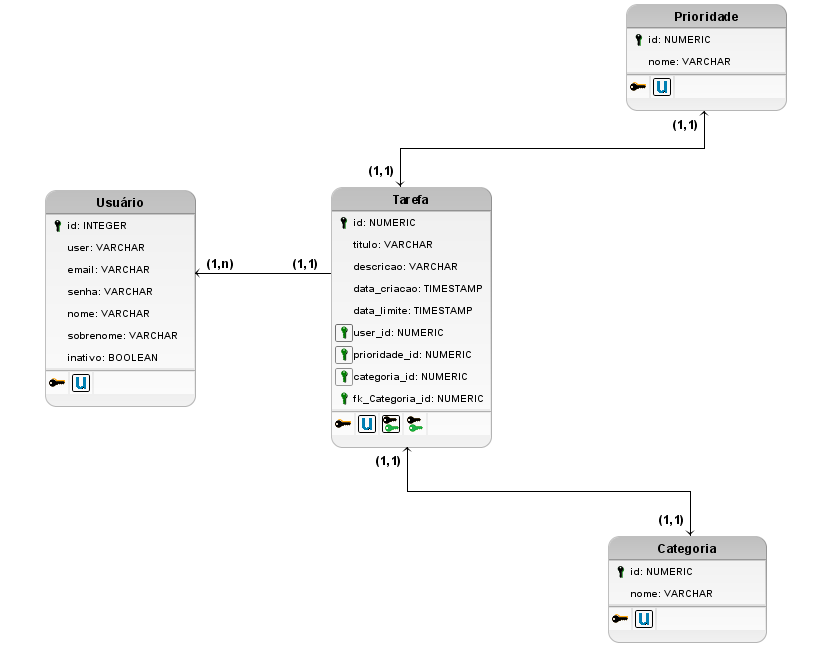 Prioridade
id: NUMERIC
nome: VARCHAR
U
(1,1)
(1,1)
Usuário
id: INTEGER
user: VARCHAR
email: VARCHAR
senha: VARCHAR
nome: VARCHAR
sobrenome: VARCHAR
inativo: BOOLEAN
U
(1,n)
(1,1)
Tarefa
id: NUMERIC
titulo: VARCHAR
descricao: VARCHAR
data_criacao: TIMESTAMP
data_limite: TIMESTAMP
user_id: NUMERIC
prioridade_id: NUMERIC
categoria_id: NUMERIC
fk_Categoria_id: NUMERIC
U
(1,1)
(1,1)
Categoria
id: NUMERIC
nome: VARCHAR
U